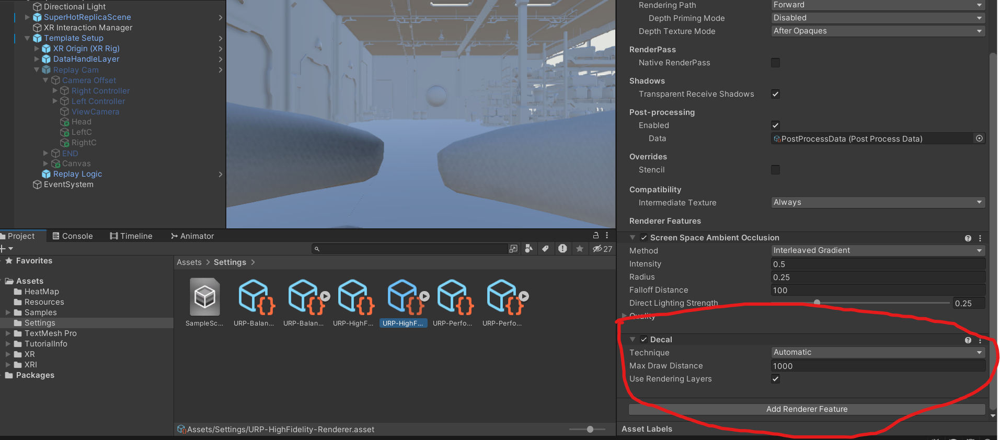 Directional Light
SuperHotReplicaScene
XR Interaction Manager
Template Setup
XR Origin (XR Rig)
DataHandleLayer
Replay Cam
Camera Offset
Right Controller
Left Controller
ViewCamera
Head
LeftC
RightC
END
Canvas
Replay Logic
EventSystem
Project
Console
Timeline
Animator
27
Favorites
Assets
HeatMap
Resources
Samples
Settings
TextMesh Pro
TutorialInfo
XR
XRI
Packages
Assets > Settings >
SampleSc...
URP-Balan...
URP-Balan...
URP-HighF...
URP-HighF...
URP-Perfo...
URP-Perfo...
Assets/Settings/URP-HighFidelity-Renderer.asset
Rendering Path Forward
Depth Priming Mode Disabled
Depth Texture Mode After Opaques
RenderPass
Native RenderPass
Shadows
Transparent Receive Shadows
Post-processing
Enabled
Data PostProcessData (Post Process Data)
Overrides
Stencil
Compatibility
Intermediate Texture Always
Renderer Features
Screen Space Ambient Occlusion
Method Interleaved Gradient
Intensity 0.5
Radius 0.25
Falloff Distance 100
Direct Lighting Strength 0.25
Quality
Decal
Technique Automatic
Max Draw Distance 1000
Use Rendering Layers
Add Renderer Feature
Asset Labels